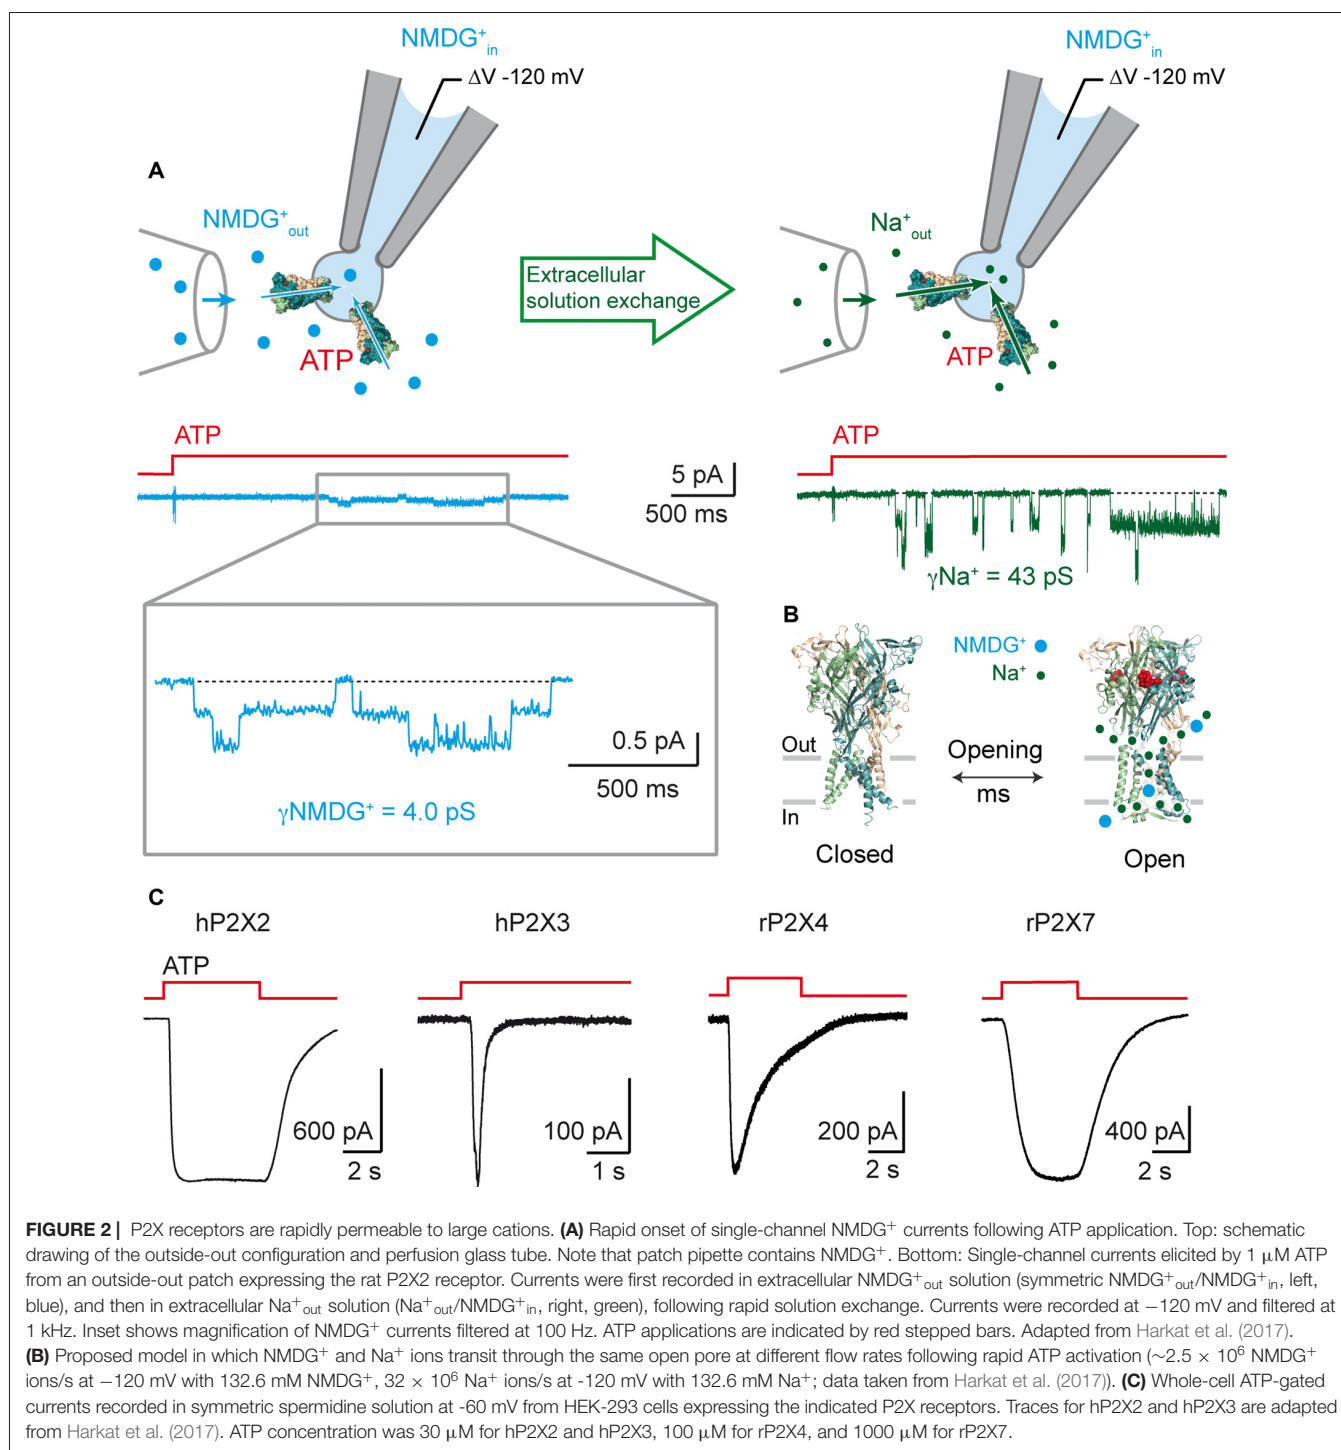 NMDG⁺in
ΔV -120 mV
NMDG⁺in
ΔV -120 mV
A
NMDG⁺out
Na⁺out
Extracellular
solution exchange
ATP
ATP
ATP
5 pA
500 ms
ATP
γNa⁺ = 43 pS
0.5 pA
500 ms
γNMDG⁺ = 4.0 pS
B
NMDG⁺
Na⁺
Out
Opening
ms
In
Closed
Open
C
hP2X2
hP2X3
rP2X4
rP2X7
ATP
600 pA
2 s
100 pA
1 s
200 pA
2 s
400 pA
2 s
FIGURE 2 | P2X receptors are rapidly permeable to large cations. (A) Rapid onset of single-channel NMDG⁺ currents following ATP application. Top: schematic
drawing of the outside-out configuration and perfusion glass tube. Note that patch pipette contains NMDG⁺. Bottom: Single-channel currents elicited by 1 μM ATP
from an outside-out patch expressing the rat P2X2 receptor. Currents were first recorded in extracellular NMDG⁺out solution (symmetric NMDG⁺out/NMDG⁺in, left,
blue), and then in extracellular Na⁺out solution (Na⁺out/NMDG⁺in, right, green), following rapid solution exchange. Currents were recorded at −120 mV and filtered at
1 kHz. Inset shows magnification of NMDG⁺ currents filtered at 100 Hz. ATP applications are indicated by red stepped bars. Adapted from Harkat et al. (2017).
(B) Proposed model in which NMDG⁺ and Na⁺ ions transit through the same open pore at different flow rates following rapid ATP activation (∼2.5 × 10⁶ NMDG⁺
ions/s at −120 mV with 132.6 mM NMDG⁺, 32 × 10⁶ Na⁺ ions/s at -120 mV with 132.6 mM Na⁺; data taken from Harkat et al. (2017)). (C) Whole-cell ATP-gated
currents recorded in symmetric spermidine solution at -60 mV from HEK-293 cells expressing the indicated P2X receptors. Traces for hP2X2 and hP2X3 are adapted
from Harkat et al. (2017). ATP concentration was 30 μM for hP2X2 and hP2X3, 100 μM for rP2X4, and 1000 μM for rP2X7.